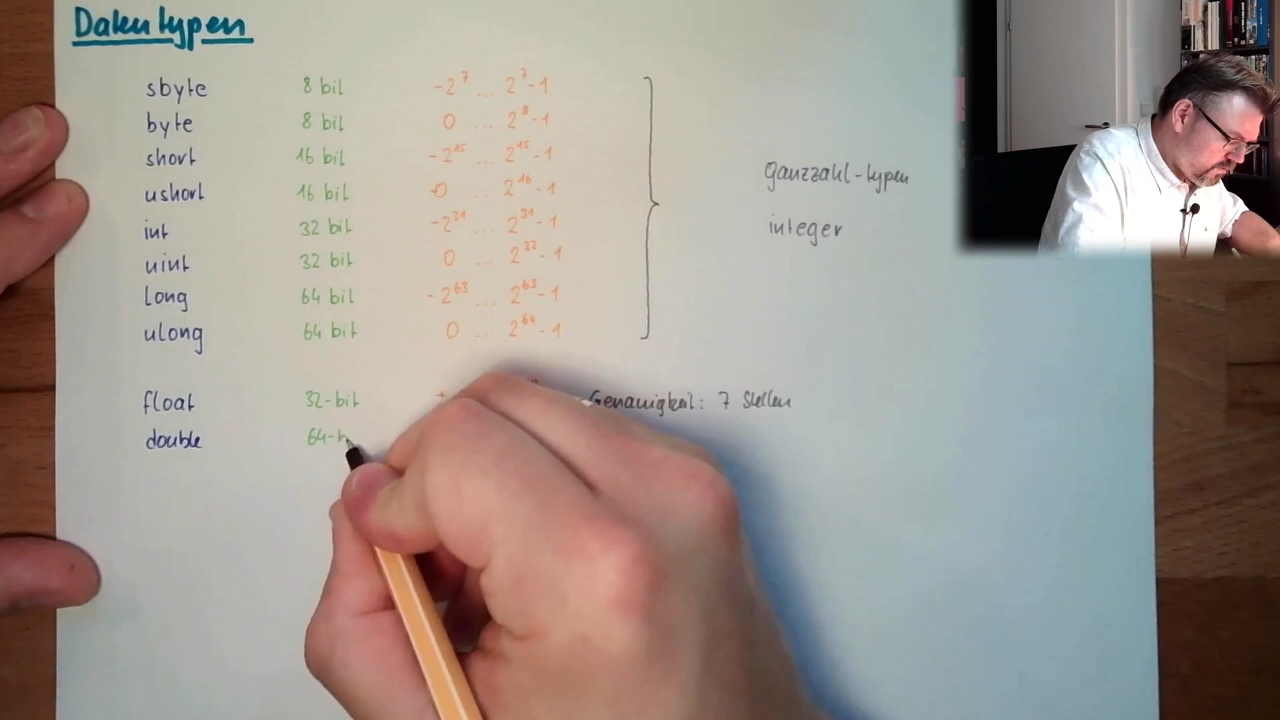 Datentypen
sbyte 8 bit -2⁷ ... 2⁷-1
byte 8 bit 0 ... 2⁸-1
short 16 bit -2¹⁵ ... 2¹⁵-1
ushort 16 bit 0 ... 2¹⁶-1
int 32 bit -2³¹ ... 2³¹-1
uint 32 bit 0 ... 2³²-1
long 64 bit -2⁶³ ... 2⁶³-1
ulong 64 bit 0 ... 2⁶⁴-1
ganzzahl-typen
integer
float 32-bit Genauigkeit: 7 Stellen
double 64-b